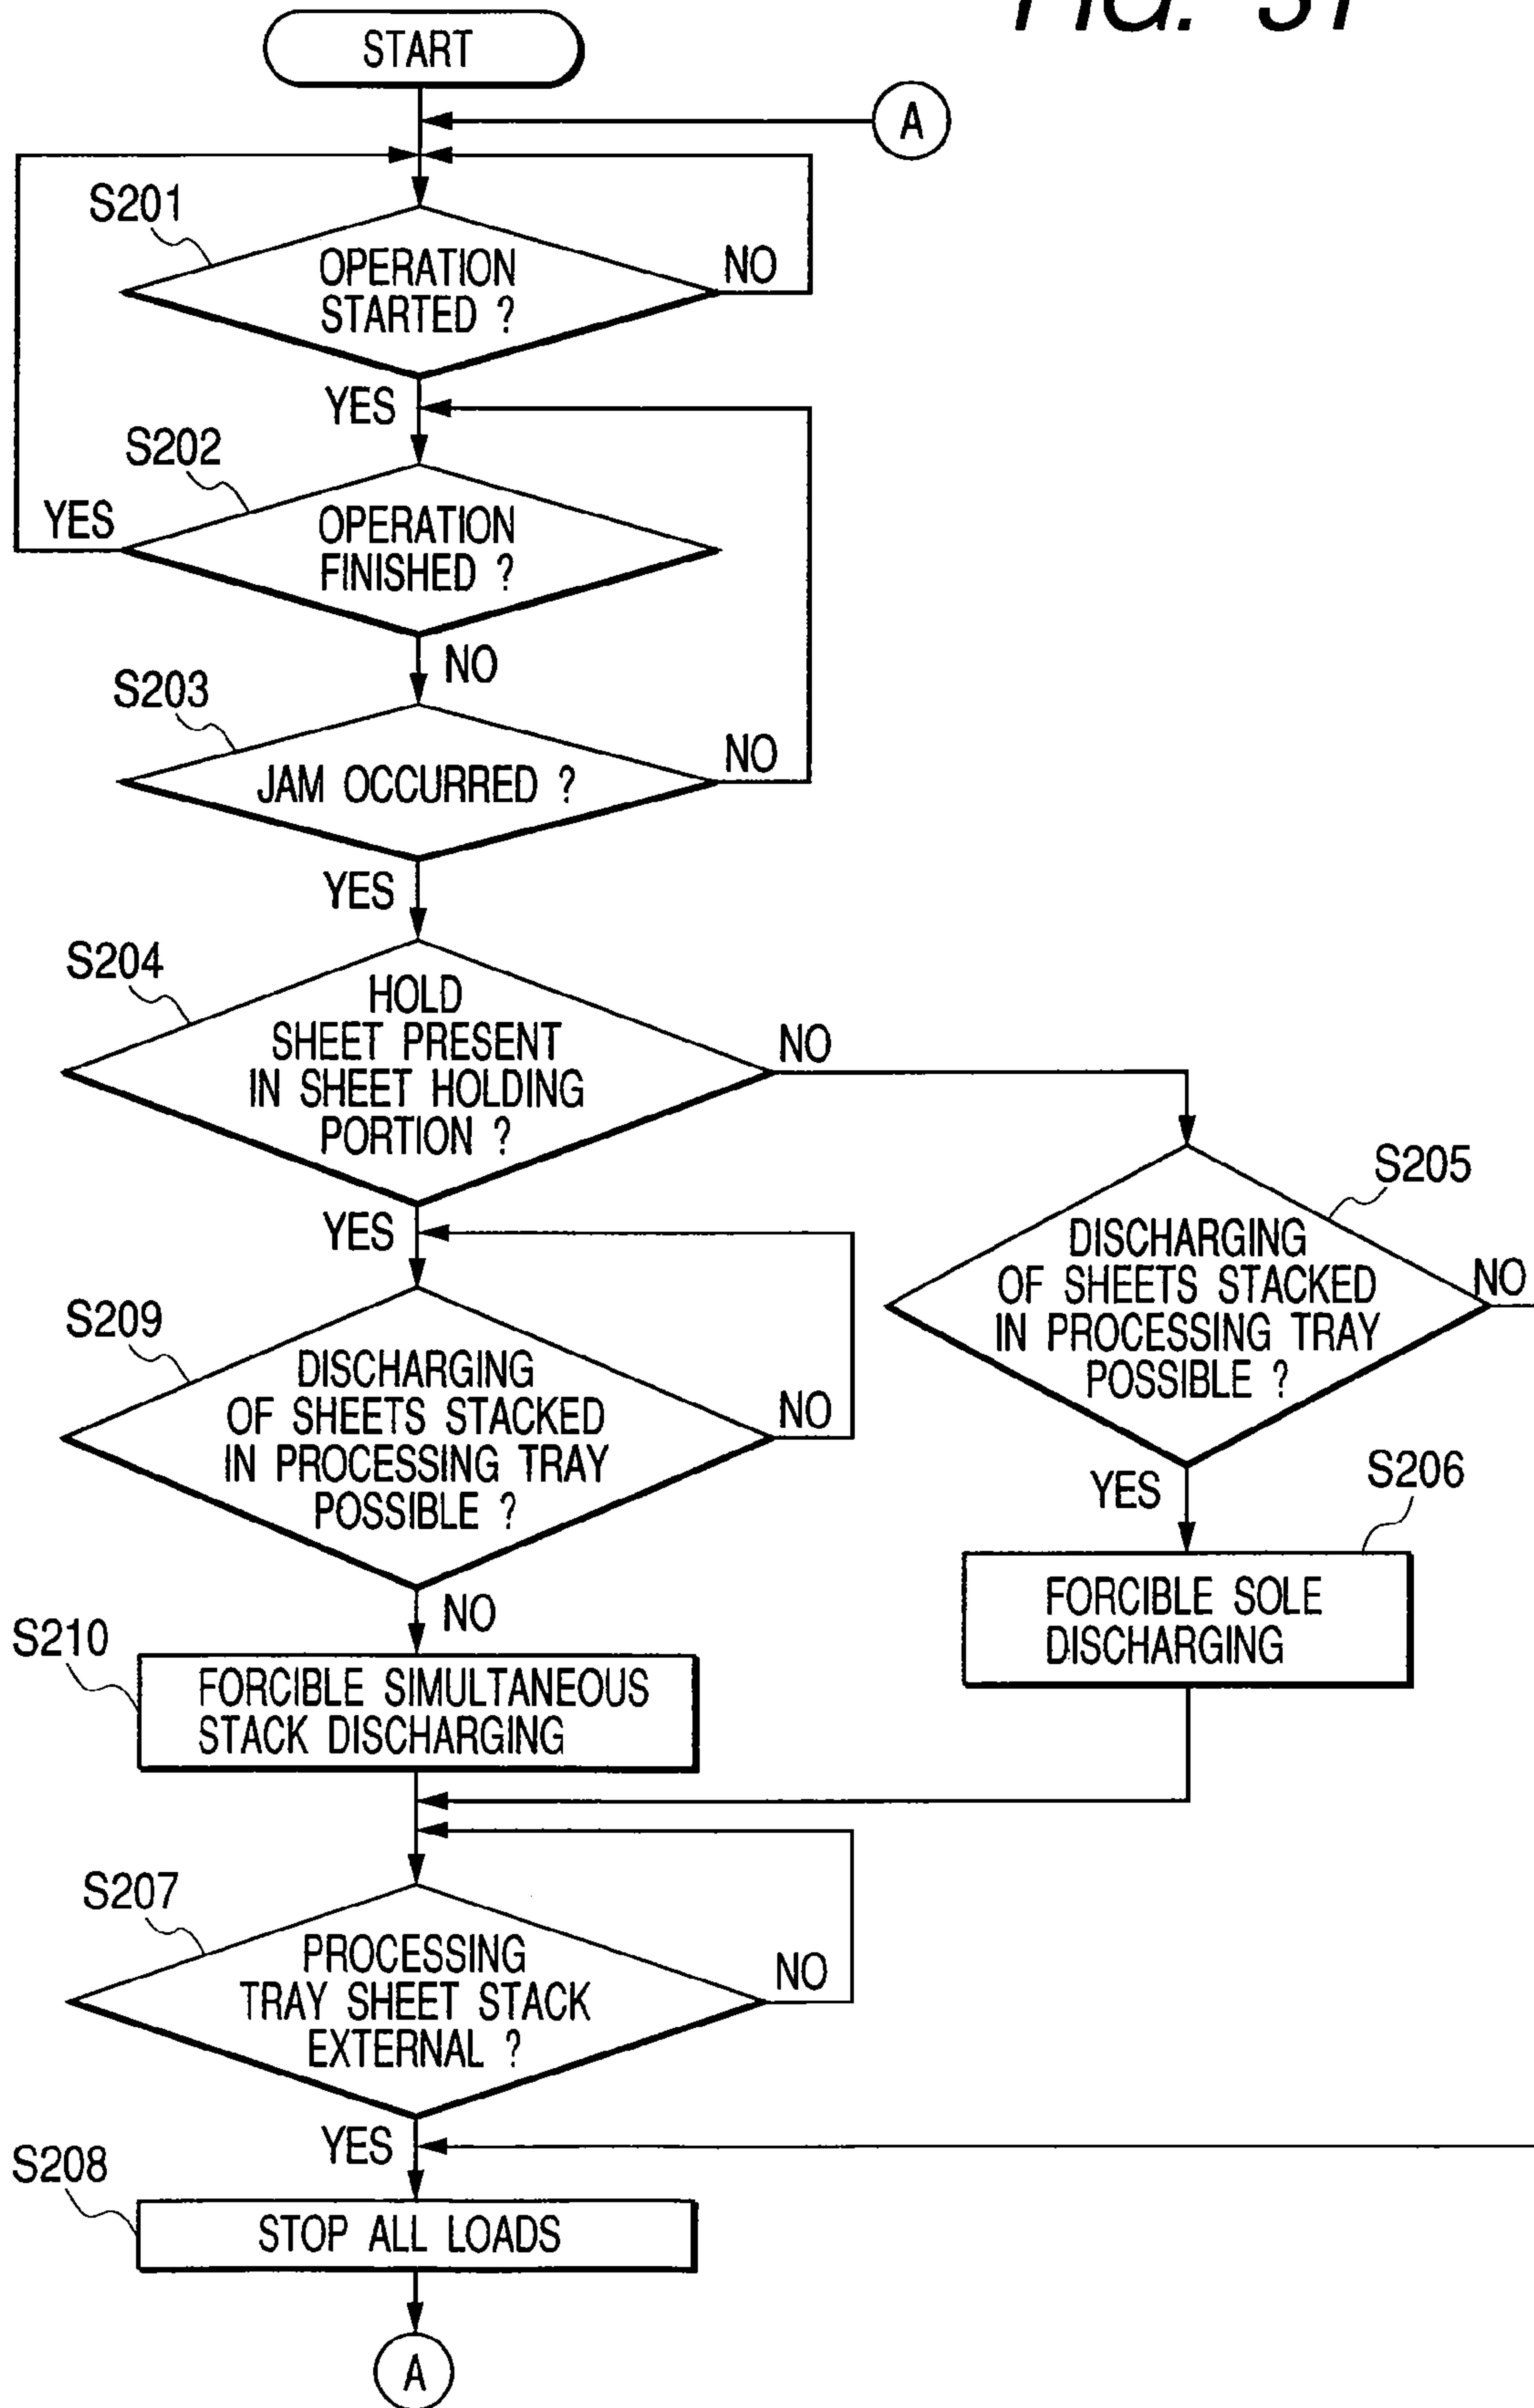 FIG.
START
A
S201
OPERATION
STARTED ?
NO
YES
S202
OPERATION
FINISHED ?
YES
NO
S203
JAM OCCURRED ?
NO
YES
S204
HOLD
SHEET PRESENT
IN SHEET HOLDING
PORTION ?
NO
YES
S205
DISCHARGING
OF SHEETS STACKED
IN PROCESSING TRAY
POSSIBLE ?
NO
YES
S209
DISCHARGING
OF SHEETS STACKED
IN PROCESSING TRAY
POSSIBLE ?
NO
NO
S206
FORCIBLE SOLE
DISCHARGING
S210
FORCIBLE SIMULTANEOUS
STACK DISCHARGING
S207
PROCESSING
TRAY SHEET STACK
EXTERNAL ?
NO
YES
S208
STOP ALL LOADS
A